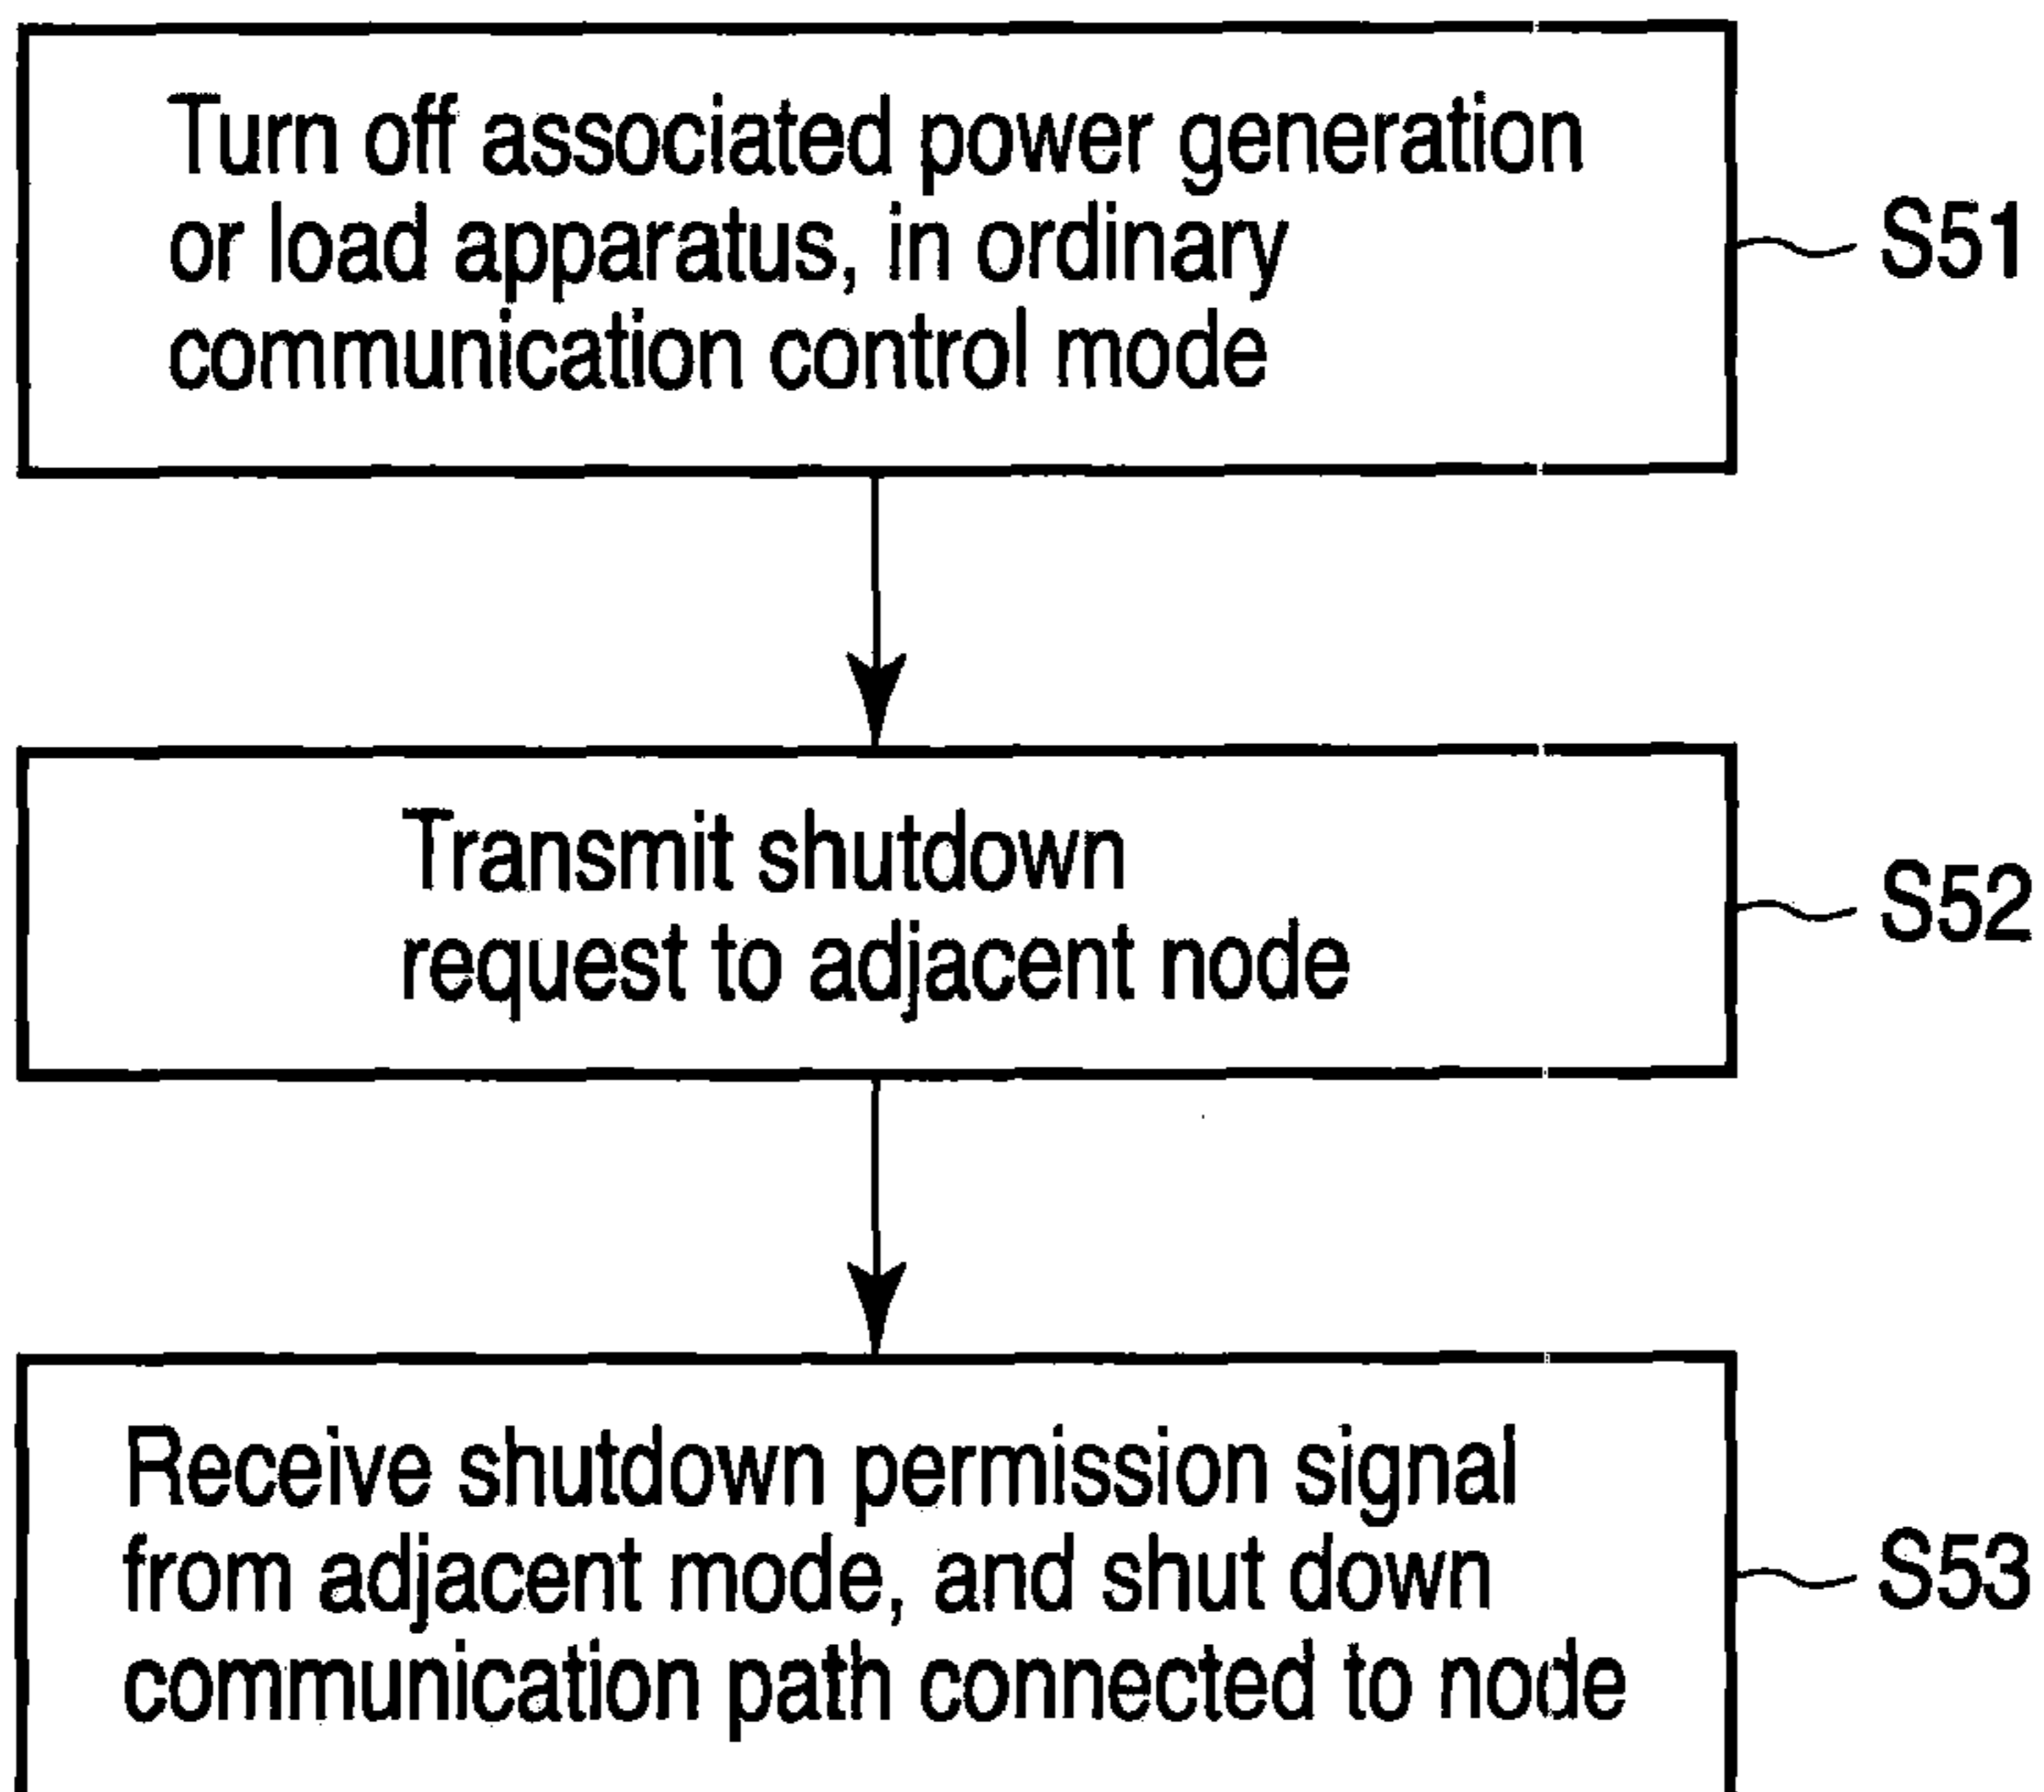 Turn off associated power generation
or load apparatus, in ordinary
communication control mode
S51
Transmit shutdown
request to adjacent node
S52
Receive shutdown permission signal
from adjacent mode, and shut down
communication path connected to node
S53